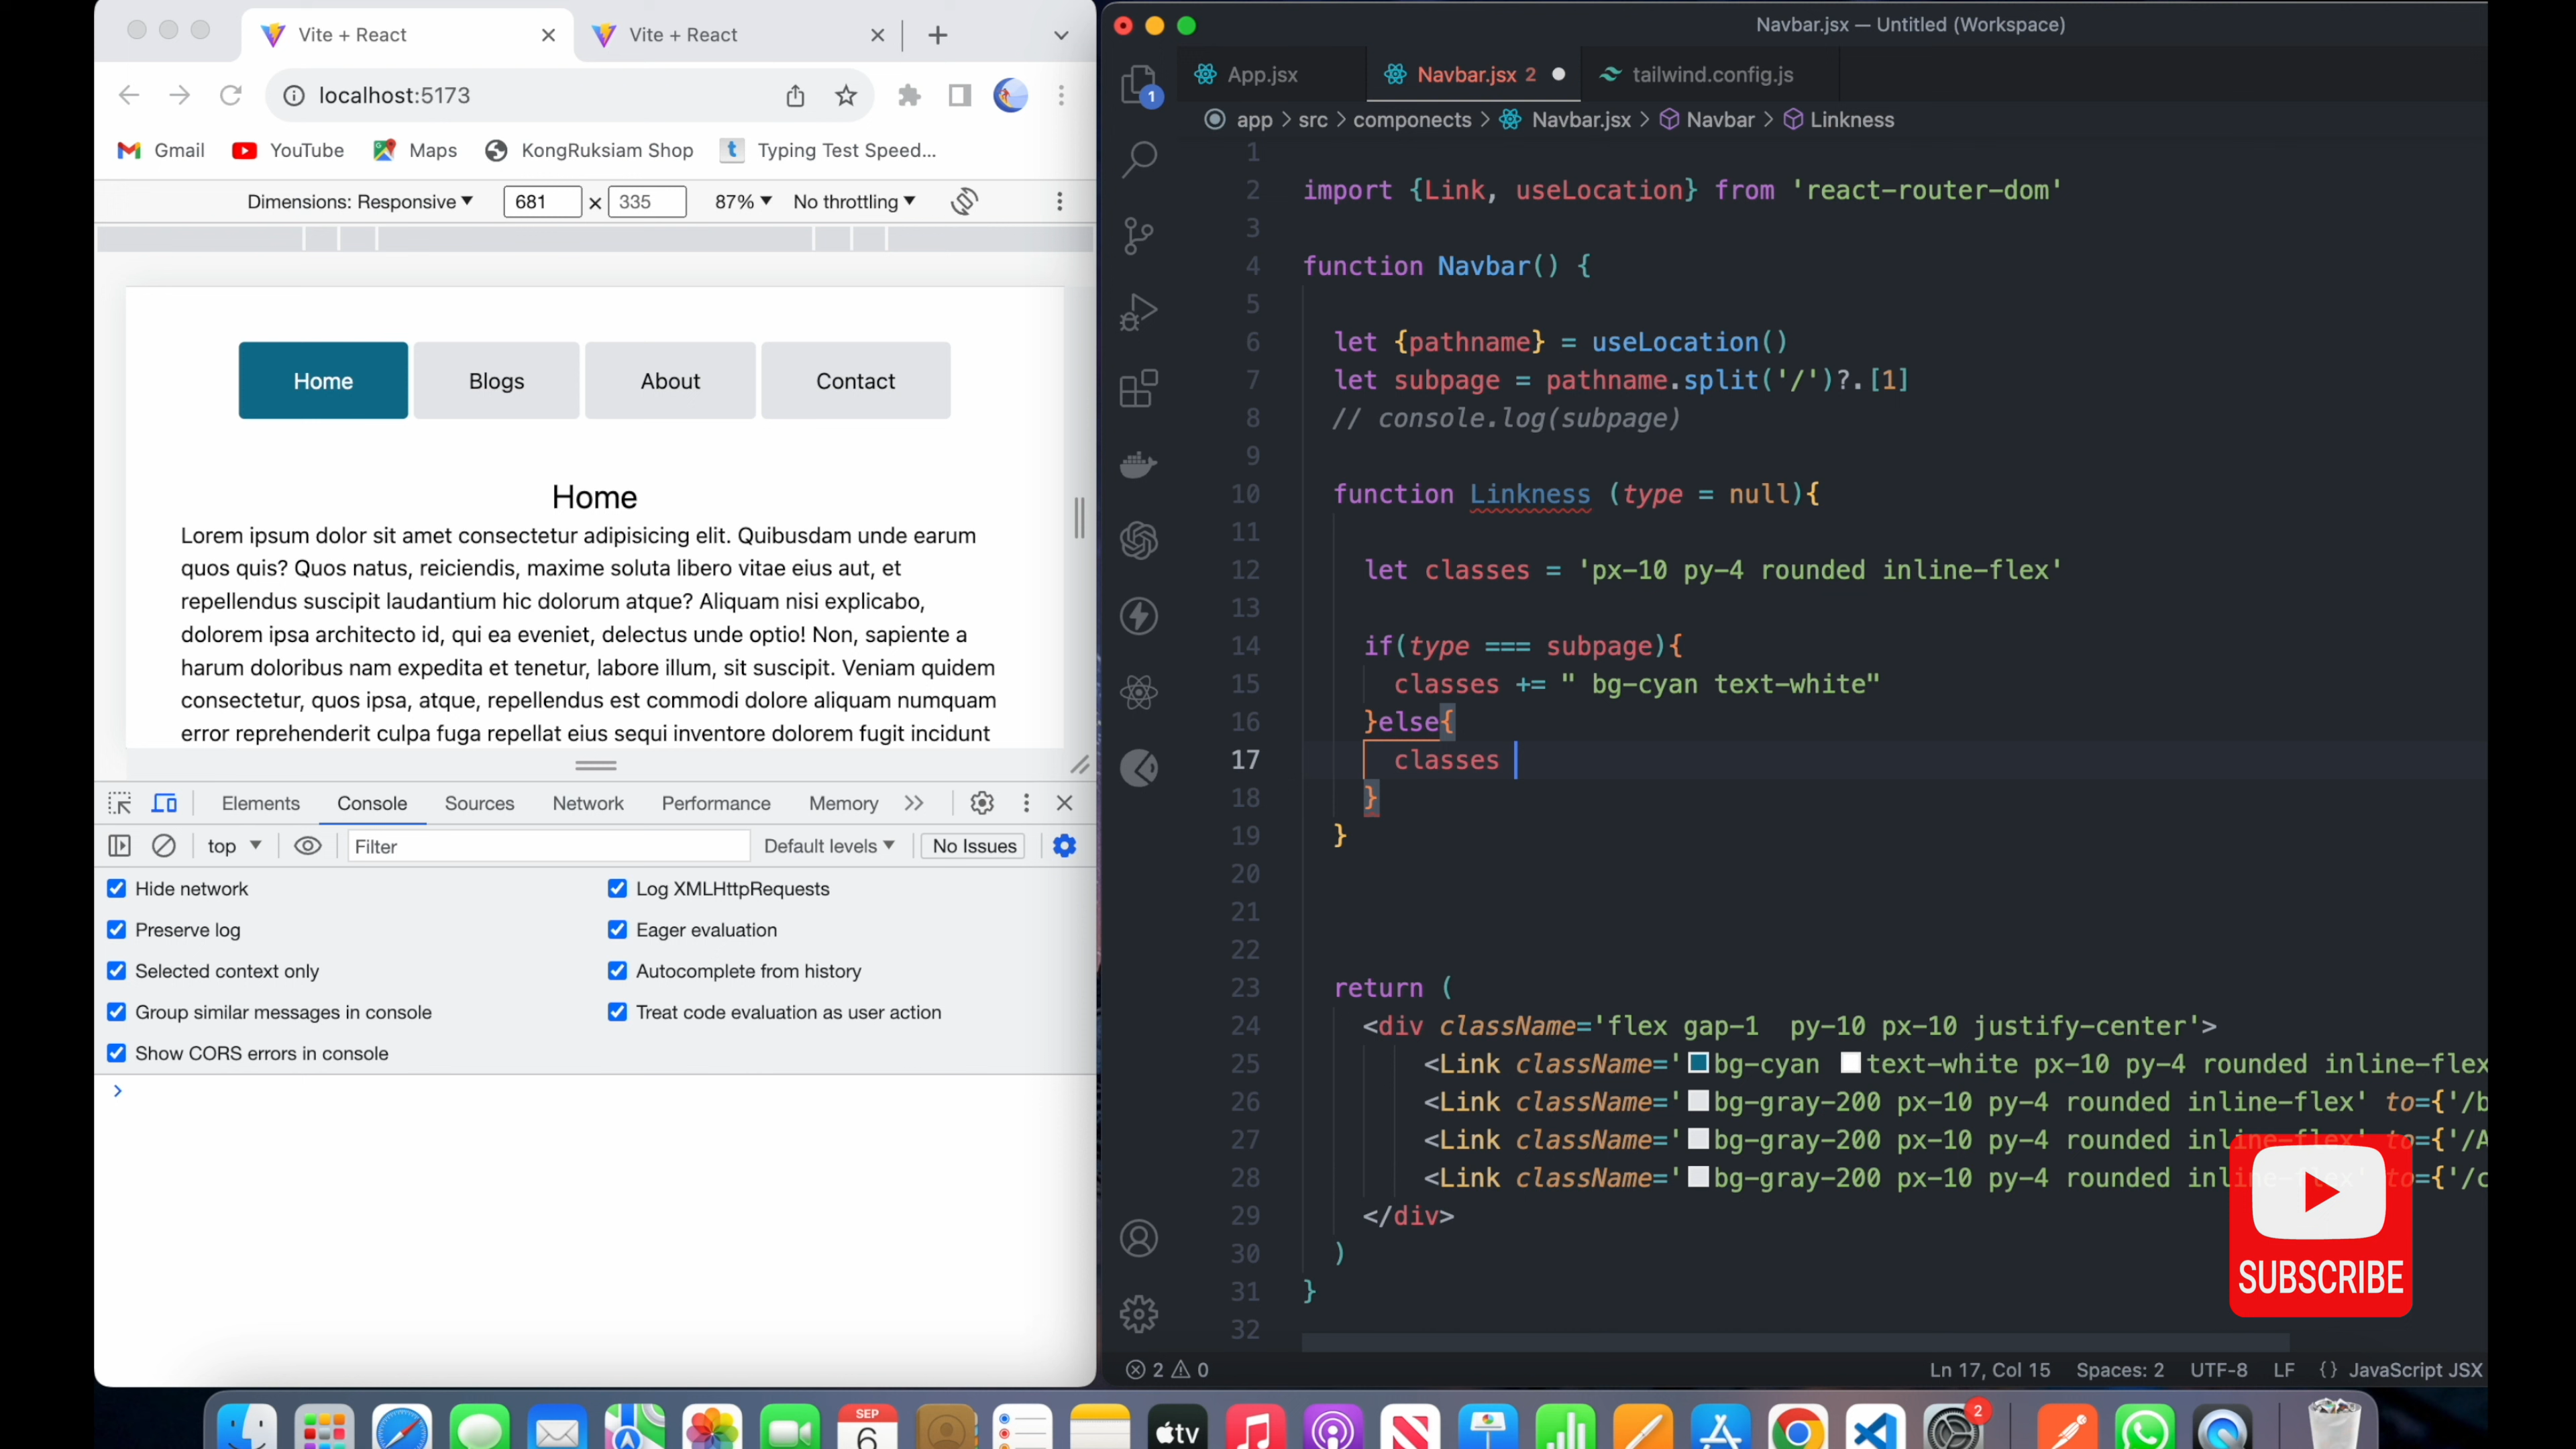 Vite + React
Vite + React
localhost:5173
Gmail YouTube Maps KongRuksiam Shop t Typing Test Speed...
Dimensions: Responsive 681 × 335 87% No throttling
Home Blogs About Contact
Home
Lorem ipsum dolor sit amet consectetur adipisicing elit. Quibusdam unde earum
quos quis? Quos natus, reiciendis, maxime soluta libero vitae eius aut, et
repellendus suscipit laudantium hic dolorum atque? Aliquam nisi explicabo,
dolorem ipsa architecto id, qui ea eveniet, delectus unde optio! Non, sapiente a
harum doloribus nam expedita et tenetur, labore illum, sit suscipit. Veniam quidem
consectetur, quos ipsa, atque, repellendus est commodi dolore aliquam numquam
error reprehenderit culpa fuga repellat eius sequi inventore dolorem fugit incidunt
Elements Console Sources Network Performance Memory
top Filter Default levels No Issues
Hide network Log XMLHttpRequests
Preserve log Eager evaluation
Selected context only Autocomplete from history
Group similar messages in console Treat code evaluation as user action
Show CORS errors in console
Navbar.jsx — Untitled (Workspace)
App.jsx Navbar.jsx 2 tailwind.config.js
1
app > src > componects > Navbar.jsx > Navbar > Linkness
1
2 import {Link, useLocation} from 'react-router-dom'
3
4 function Navbar() {
5
6 let {pathname} = useLocation()
7 let subpage = pathname.split('/')?.[1]
8 // console.log(subpage)
9
10 function Linkness (type = null){
11
12 let classes = 'px-10 py-4 rounded inline-flex'
13
14 if(type === subpage){
15 classes += " bg-cyan text-white"
16 }else{
17 classes
18 }
19 }
20
21
22
23 return (
24 <div className='flex gap-1  py-10 px-10 justify-center'>
25 <Link className='bg-cyan text-white px-10 py-4 rounded inline-flex
26 <Link className='bg-gray-200 px-10 py-4 rounded inline-flex' to={'/b
27 <Link className='bg-gray-200 px-10 py-4 rounded inline-flex' to={'/A
28 <Link className='bg-gray-200 px-10 py-4 rounded inline-flex' to={'/c
29 </div>
30 )
31 }
32
SUBSCRIBE
2 0 Ln 17, Col 15 Spaces: 2 UTF-8 LF {} JavaScript JSX
SEP
6
tv
2